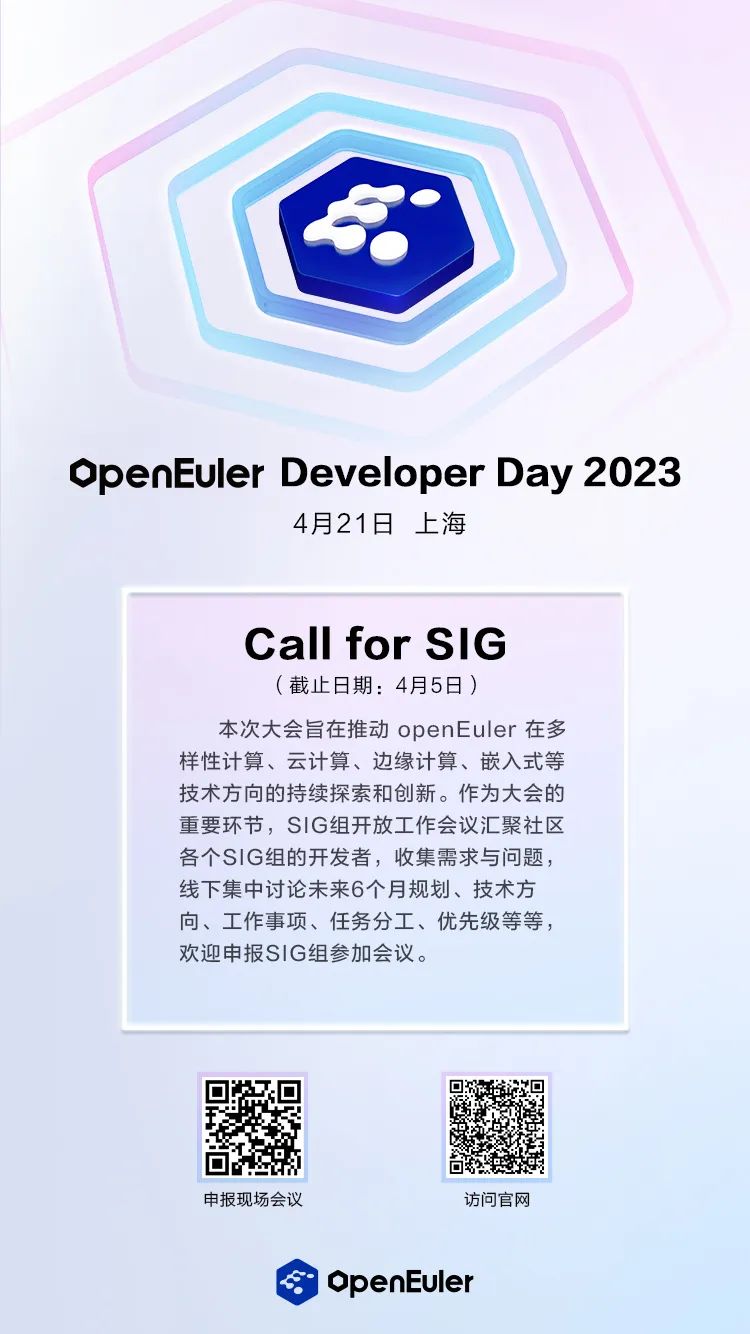 OpenEuler Developer Day 2023
4月21日 上海
Call for SIG
（截止日期：4月5日）
本次大会旨在推动 openEuler 在多
样性计算、云计算、边缘计算、嵌入式等
技术方向的持续探索和创新。作为大会的
重要环节，SIG组开放工作会议汇聚社区
各个SIG组的开发者，收集需求与问题，
线下集中讨论未来6个月规划、技术方
向、工作事项、任务分工、优先级等等，
欢迎申报SIG组参加会议。
申报现场会议
访问官网
OpenEuler